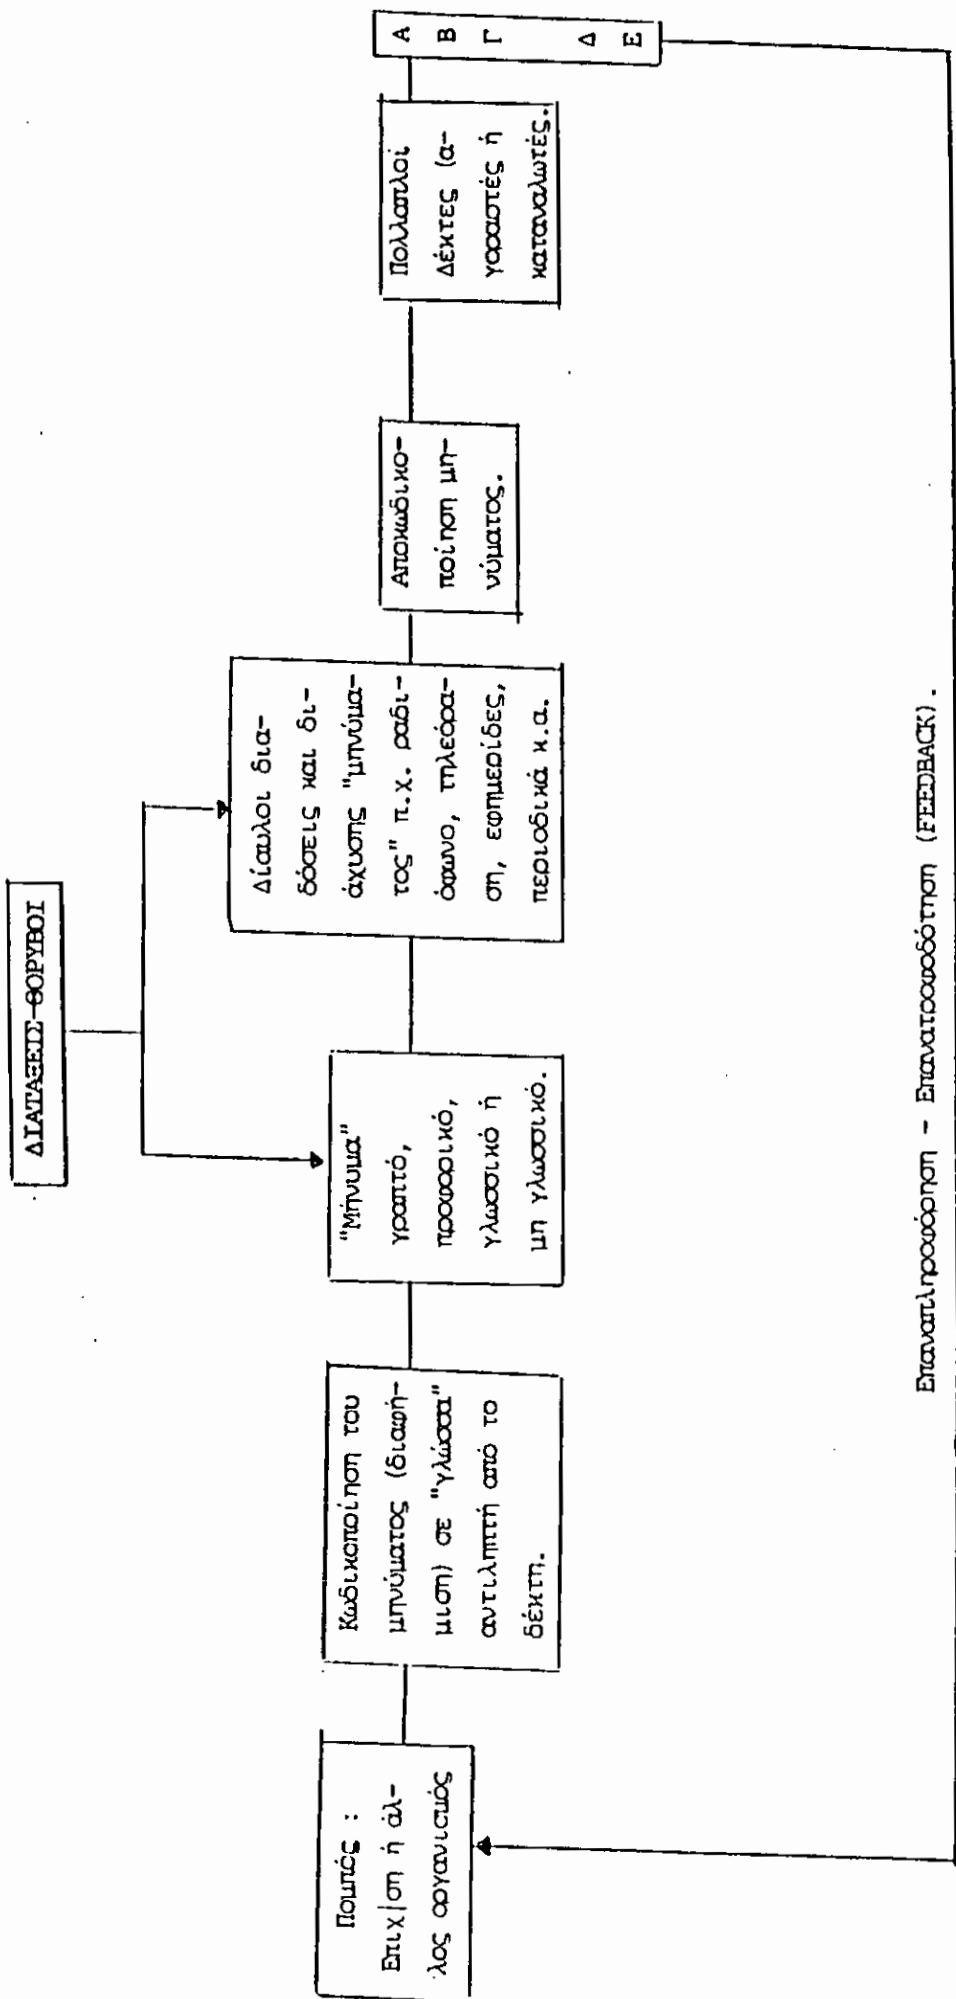 ΔΙΑΤΑΞΕΙΣ-ΘΟΡΥΒΟΙ
Πομπός :
Επιχ|ση ή άλ-
λος οργανισμός
Κωδικοποίηση του
μηνύματος (διαφή-
μιση) σε "γλώσσα"
αντιληπτή από το
δέκτη.
"Μήνυμα"
γραπτό,
προφορικό,
γλωσσικό ή
μη γλωσσικό.
Δίαυλοι δια-
δόσεις και δι-
άχυσης "μηνύμα-
τος" π.χ. ραδι-
όφωνο, τηλεόρα-
ση, εφημερίδες,
περιοδικά κ.α.
Αποκωδικο-
ποίηση μη-
νύματος.
Πολλαπλοί
Δέκτες (α-
γοραστές ή
καταναλωτές.
Α
Β
Γ
Δ
Ε
Επαναπληροφόρηση - Επανατροφοδότηση (FEEDBACK).